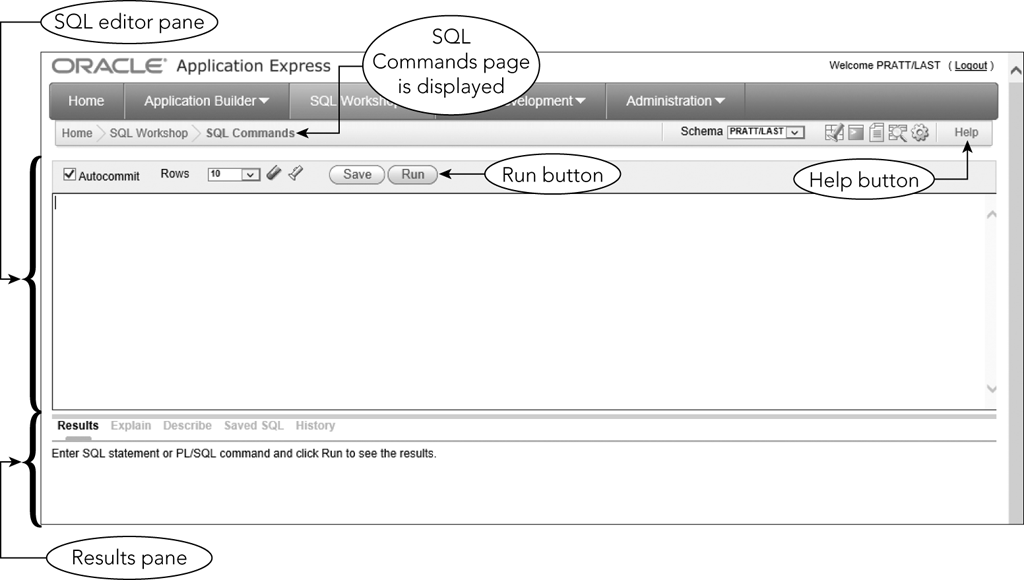 SQL editor pane
SQL
Commands page
is displayed
ORACLE® Application Express
Welcome PRATT/LAST ( Logout )
Home Application Builder SQL Workshop velopment Administration
Home SQL Workshop SQL Commands
Schema PRATT/LAST Help
Autocommit Rows 10 Save Run
Run button
Help button
Results Explain Describe Saved SQL History
Enter SQL statement or PL/SQL command and click Run to see the results.
Results pane